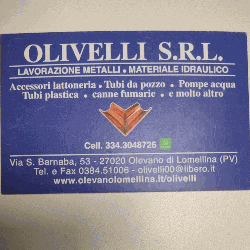 OLIVELLI S.R.L.
LAVORAZIONE METALLI • MATERIALE IDRAULICO
Accessori lattoneria • Tubi da pozzo • Pompe acqua
Tubi plastica • canne fumarie • e molto altro
Cell. 334.3048726
Via S. Barnaba, 53 - 27020 Olevano di Lomellina (PV)
Tel. e Fax 0384.51006 - olivelli00@libero.it
www.olevanolomellina.it/olivelli